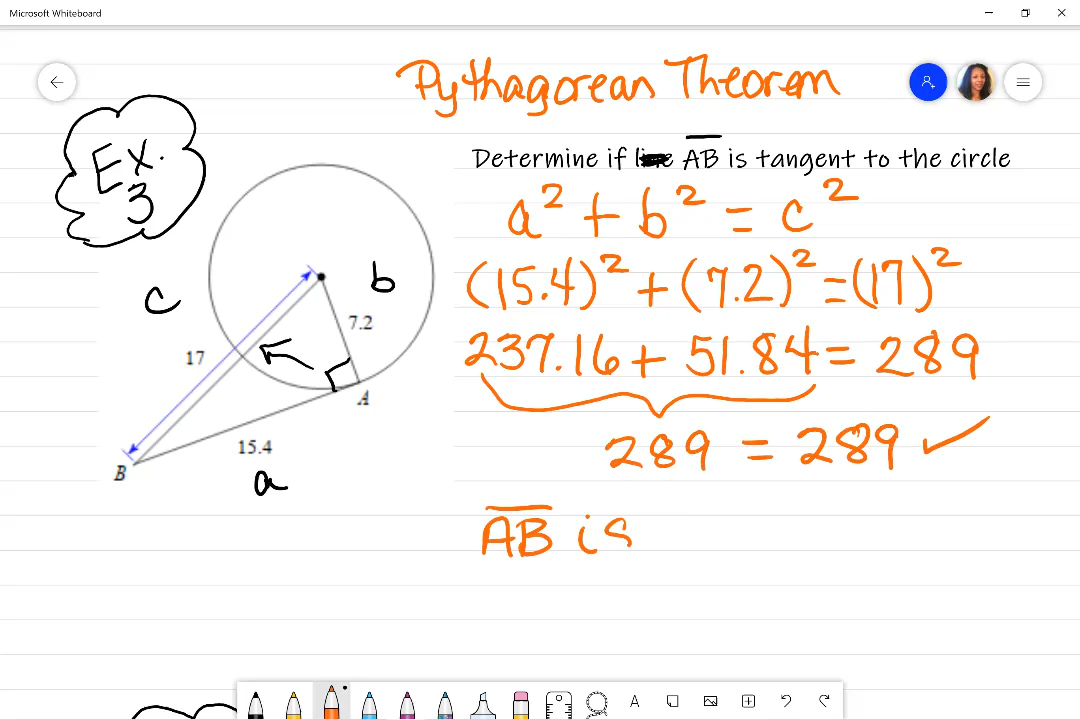 Microsoft Whiteboard
Pythagorean Theorem
Ex. 3
Determine if AB is tangent to the circle
a² + b² = c²
(15.4)² + (7.2)² = (17)²
237.16 + 51.84 = 289
289 = 289 ✓
AB is
c
b
7.2
17
A
15.4
B
a
A